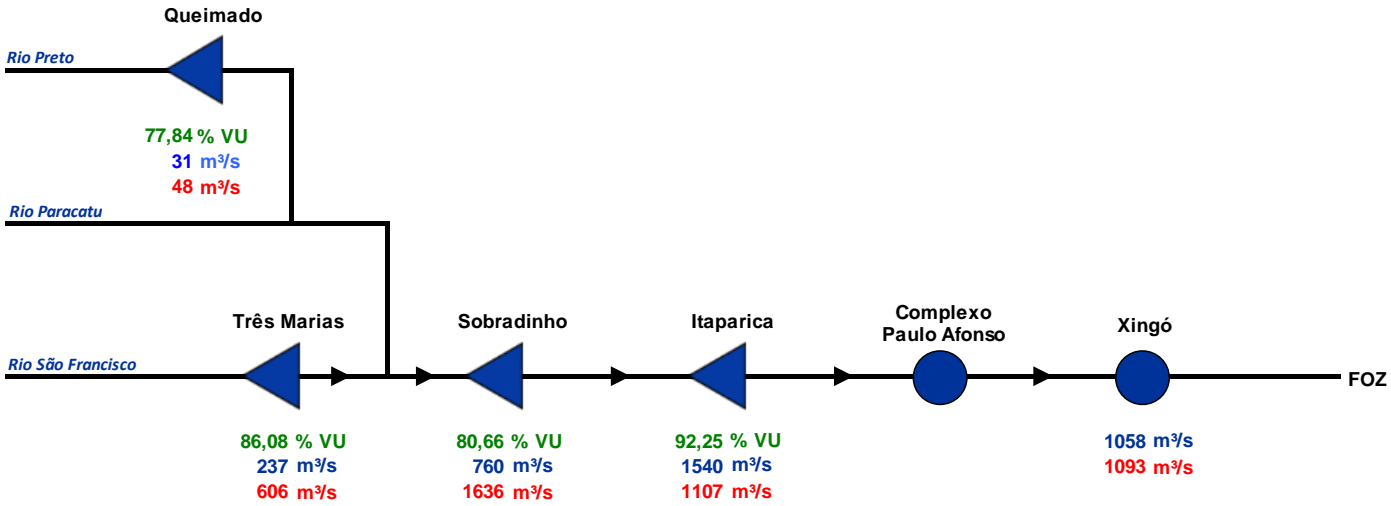 Queimado
Rio Preto
77,84 % VU
31 m³/s
48 m³/s
Rio Paracatu
Três Marias
Sobradinho
Itaparica
Complexo
Paulo Afonso
Xingó
Rio São Francisco
FOZ
86,08 % VU
237 m³/s
606 m³/s
80,66 % VU
760 m³/s
1636 m³/s
92,25 % VU
1540 m³/s
1107 m³/s
1058 m³/s
1093 m³/s